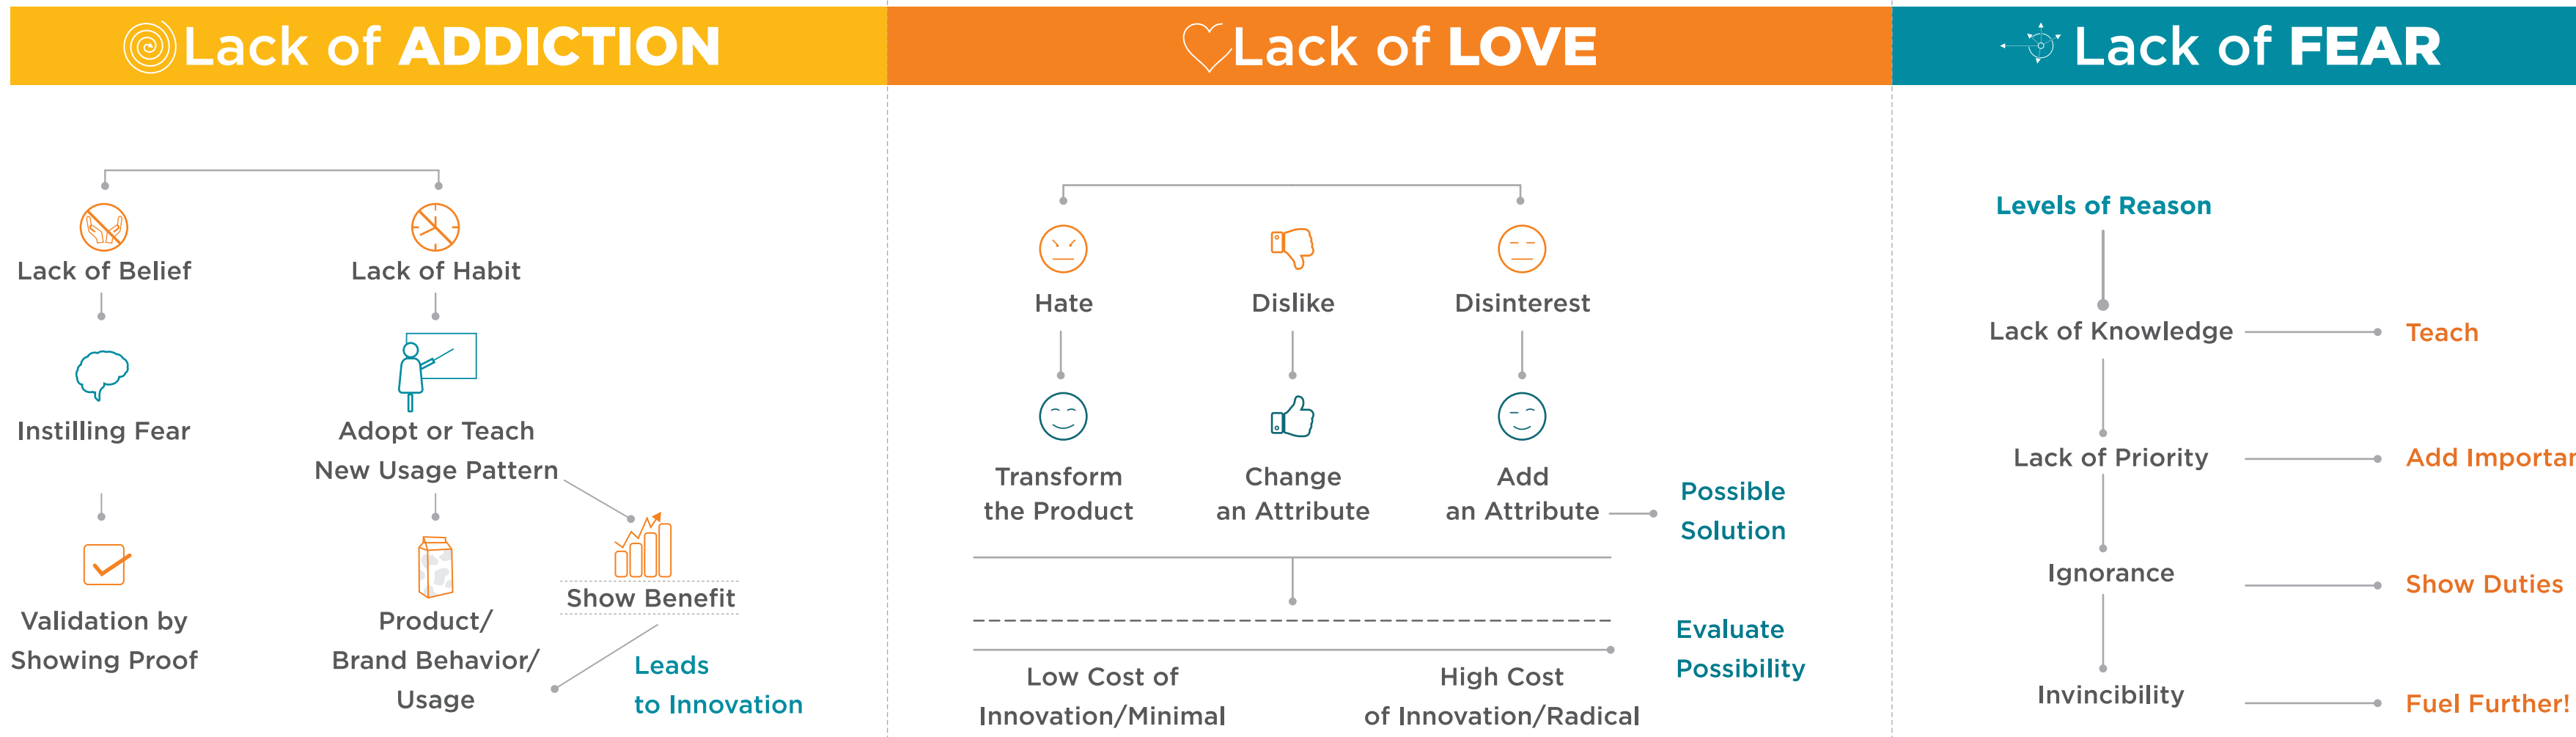 Lack of ADDICTION
Lack of Belief
Lack of Habit
Instilling Fear
Adopt or Teach
New Usage Pattern
Show Benefit
Validation by
Showing Proof
Product/
Brand Behavior/
Usage
Leads
to Innovation
Lack of LOVE
Hate
Dislike
Disinterest
Transform
the Product
Change
an Attribute
Add
an Attribute
Possible
Solution
Evaluate
Possibility
Low Cost of
Innovation/Minimal
High Cost
of Innovation/Radical
Lack of FEAR
Levels of Reason
Lack of Knowledge
Teach
Lack of Priority
Add
Ignorance
Show Duties
Invincibility
Fuel Further!